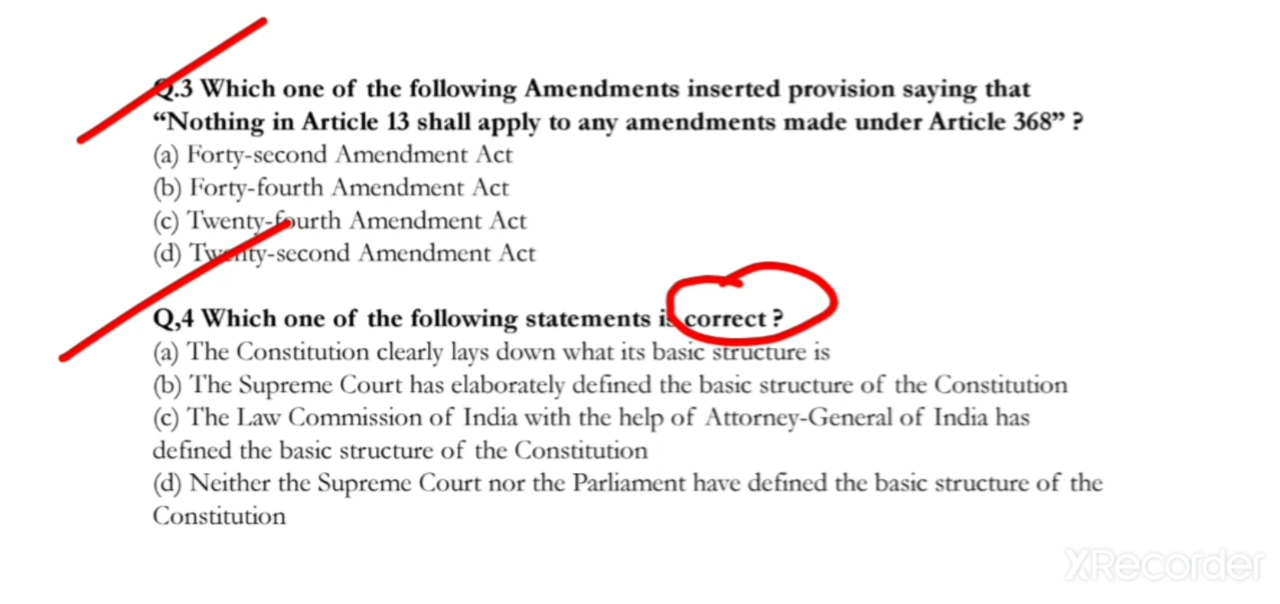 Q.3 Which one of the following Amendments inserted provision saying that
“Nothing in Article 13 shall apply to any amendments made under Article 368” ?
(a) Forty-second Amendment Act
(b) Forty-fourth Amendment Act
(c) Twenty-fourth Amendment Act
(d) Twenty-second Amendment Act
Q,4 Which one of the following statements is correct ?
(a) The Constitution clearly lays down what its basic structure is
(b) The Supreme Court has elaborately defined the basic structure of the Constitution
(c) The Law Commission of India with the help of Attorney-General of India has
defined the basic structure of the Constitution
(d) Neither the Supreme Court nor the Parliament have defined the basic structure of the
Constitution
XRecorder